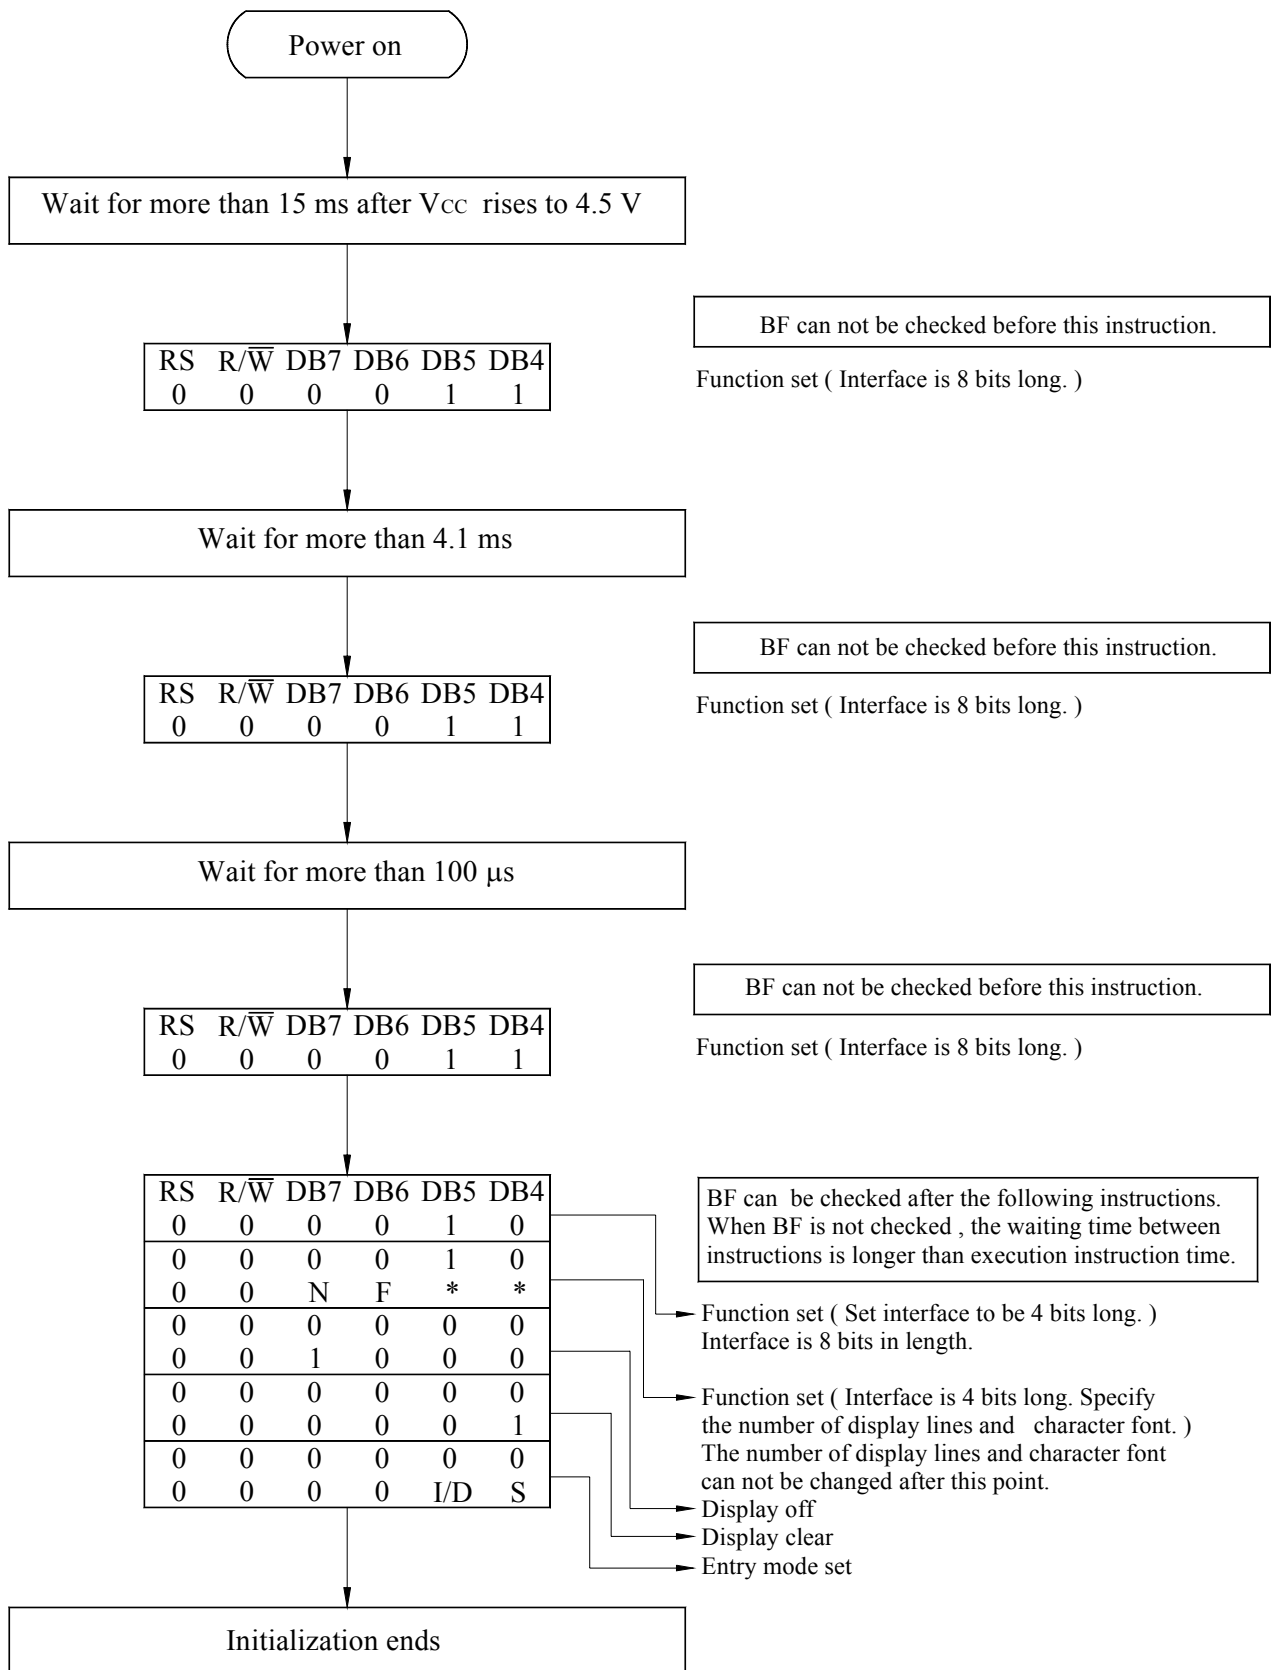 Power on
Wait for more than 15 ms after VCC rises to 4.5 V
BF can not be checked before this instruction.
RS R/W̅ DB7 DB6 DB5 DB4
0 0 0 0 1 1
Function set ( Interface is 8 bits long. )
Wait for more than 4.1 ms
BF can not be checked before this instruction.
RS R/W̅ DB7 DB6 DB5 DB4
0 0 0 0 1 1
Function set ( Interface is 8 bits long. )
Wait for more than 100 μs
BF can not be checked before this instruction.
RS R/W̅ DB7 DB6 DB5 DB4
0 0 0 0 1 1
Function set ( Interface is 8 bits long. )
RS R/W̅ DB7 DB6 DB5 DB4
0 0 0 0 1 0
0 0 0 0 1 0
0 0 N F * *
0 0 0 0 0 0
0 0 1 0 0 0
0 0 0 0 0 0
0 0 0 0 0 1
0 0 0 0 0 0
0 0 0 0 I/D S
BF can be checked after the following instructions.
When BF is not checked , the waiting time between
instructions is longer than execution instruction time.
Function set ( Set interface to be 4 bits long. )
Interface is 8 bits in length.
Function set ( Interface is 4 bits long. Specify
the number of display lines and character font. )
The number of display lines and character font
can not be changed after this point.
Display off
Display clear
Entry mode set
Initialization ends